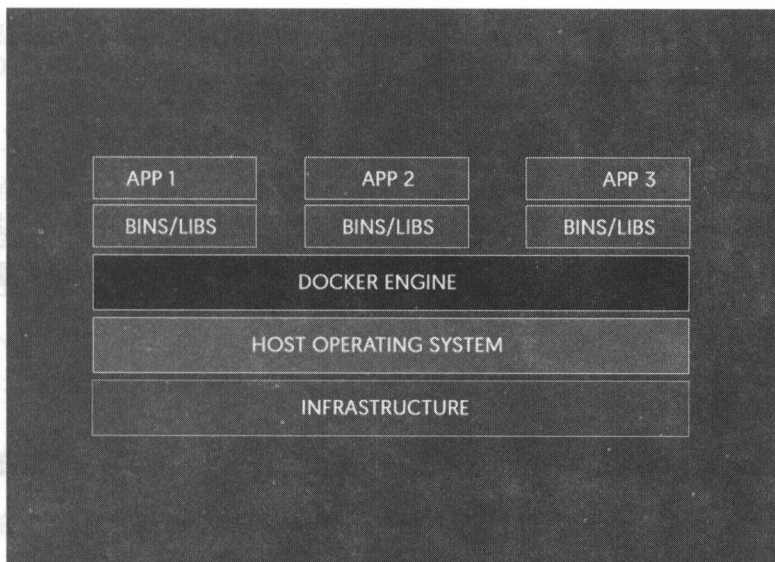 APP 1 APP 2 APP 3
BINS/LIBS BINS/LIBS BINS/LIBS
DOCKER ENGINE
HOST OPERATING SYSTEM
INFRASTRUCTURE